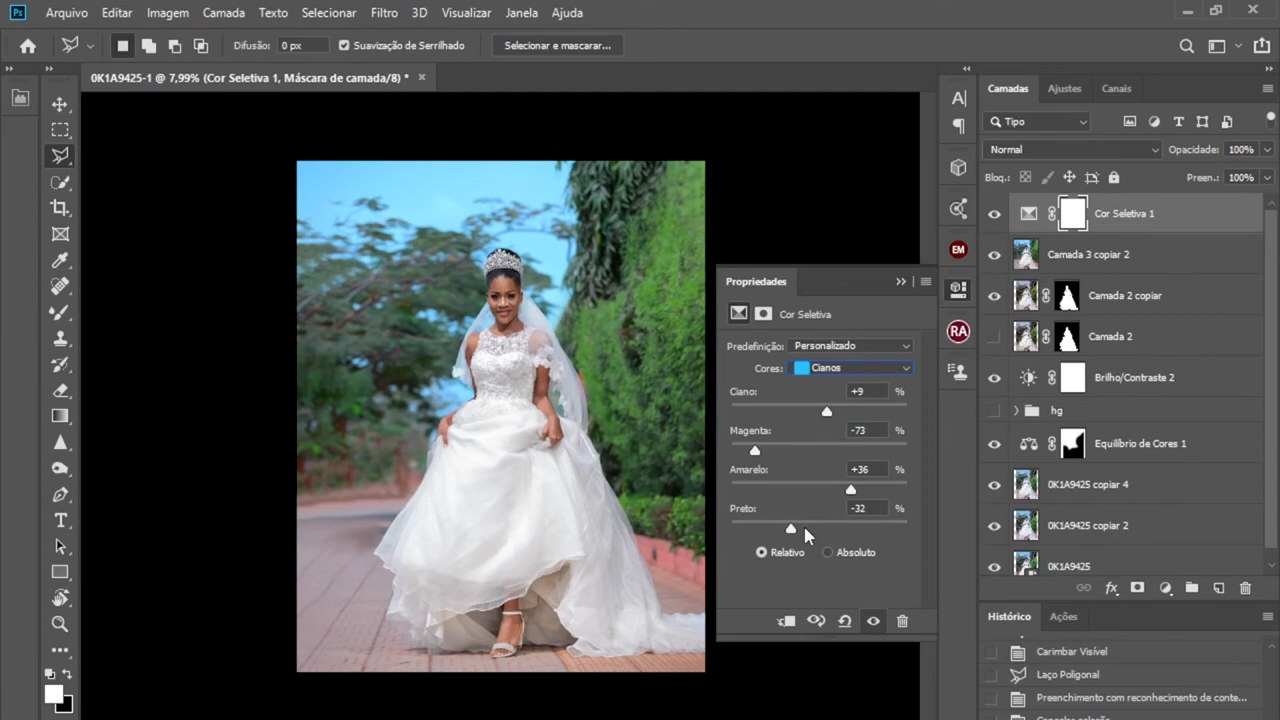 Ps Arquivo Editar Imagem Camada Texto Selecionar Filtro 3D Visualizar Janela Ajuda
Difusão: 0 px Suavização de Serrilhado Selecionar e mascarar...
0K1A9425-1 @ 7,99% (Cor Seletiva 1, Máscara de camada/8) *
Propriedades
Cor Seletiva
Predefinição: Personalizado
Cores: Cianos
Ciano: +9 %
Magenta: -73 %
Amarelo: +36 %
Preto: -32 %
Relativo Absoluto
EM
RA
Camadas Ajustes Canais
Tipo
Normal Opacidade: 100%
Bloq.: Preen.: 100%
Cor Seletiva 1
Camada 3 copiar 2
Camada 2 copiar
Camada 2
Brilho/Contraste 2
hg
Equilíbrio de Cores 1
0K1A9425 copiar 4
0K1A9425 copiar 2
0K1A9425
fx
Histórico Ações
Carimbar Visível
Laço Poligonal
Preenchimento com reconhecimento de conte...